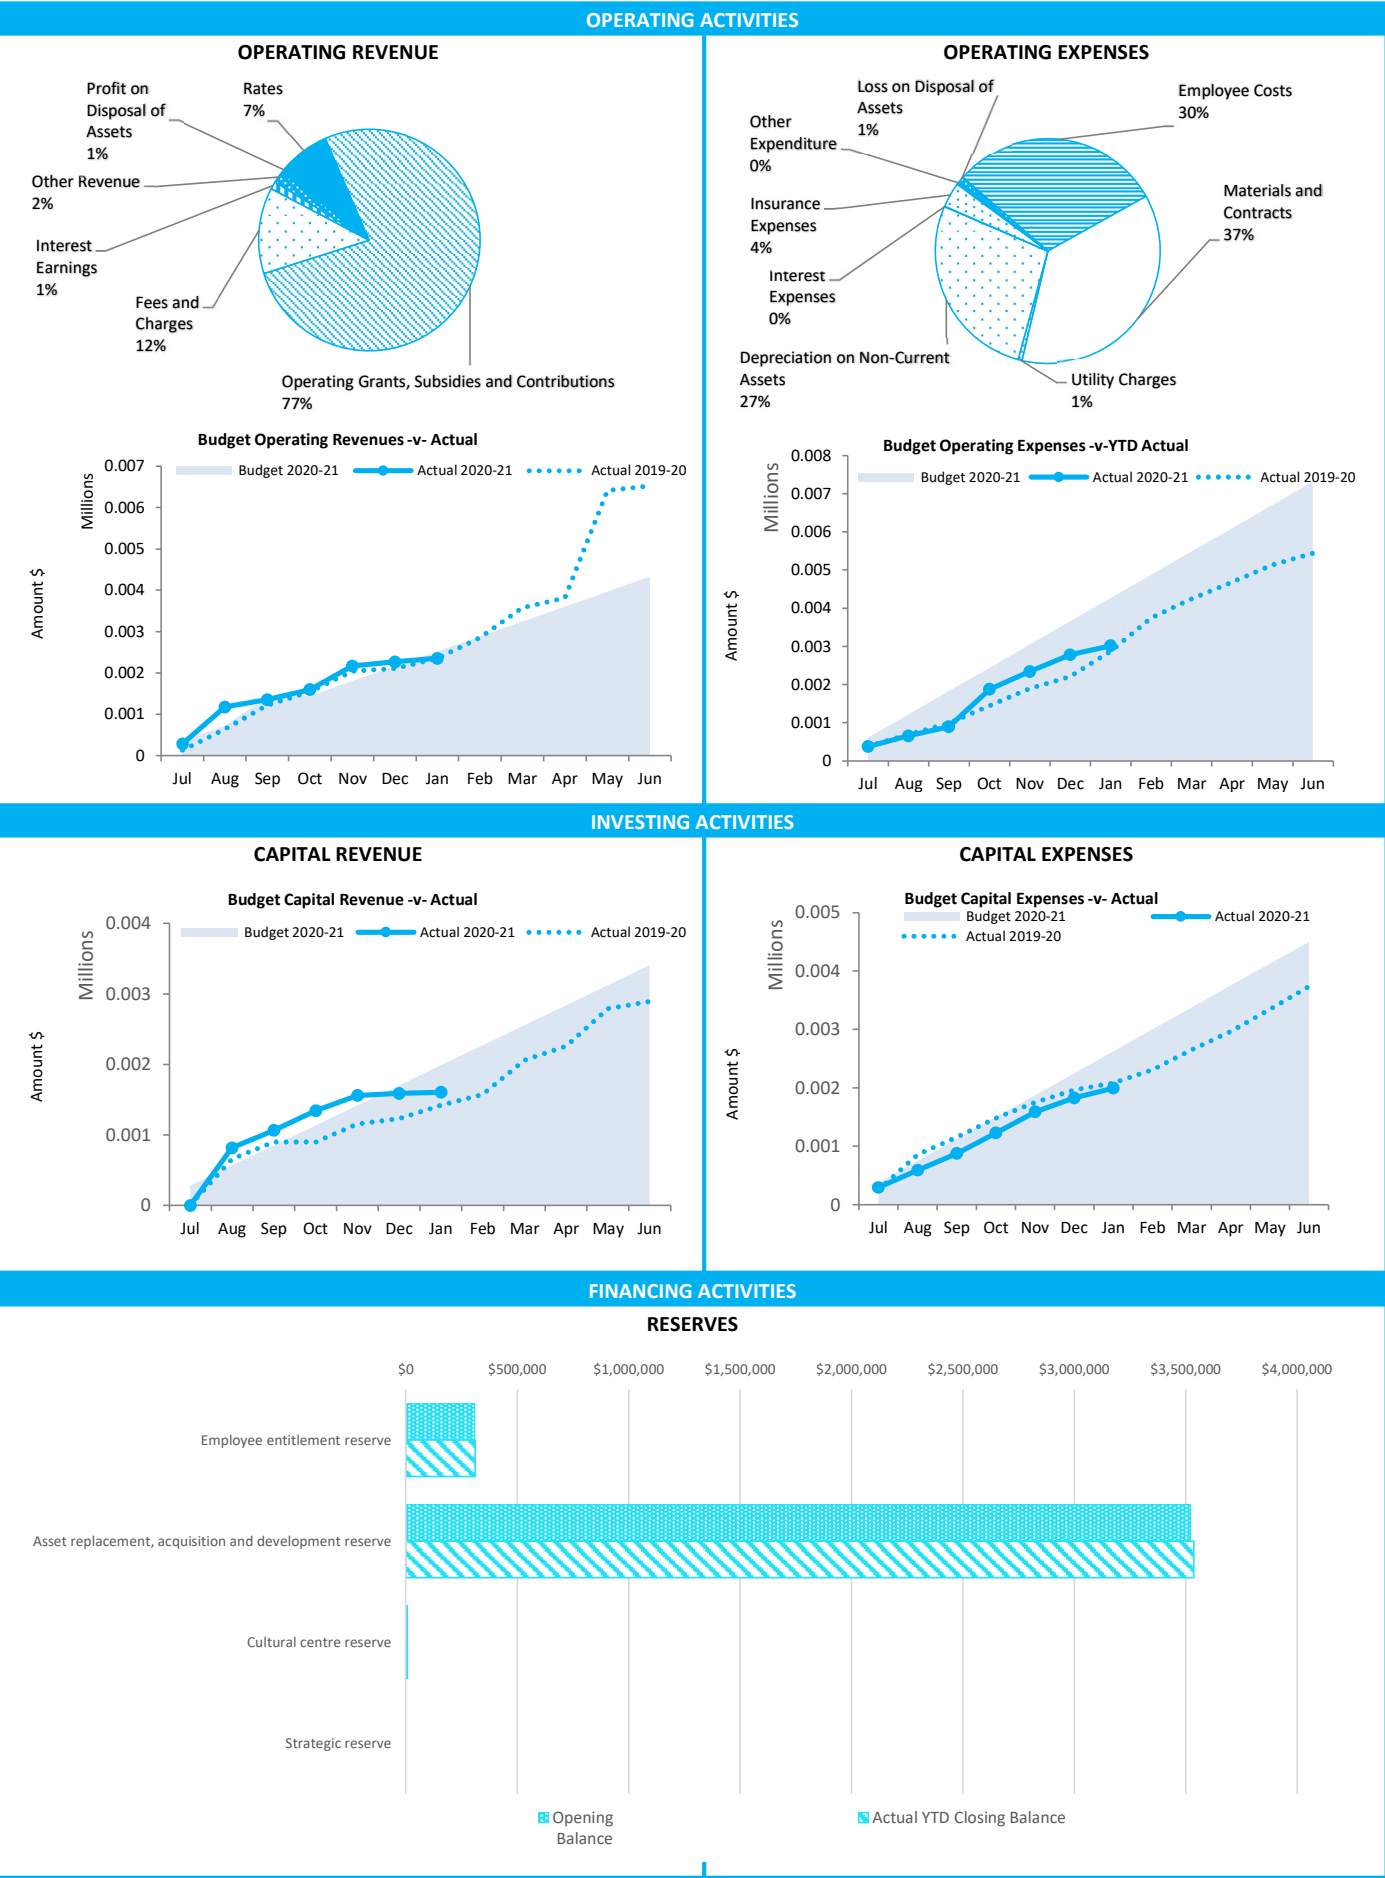 OPERATING ACTIVITIES
OPERATING REVENUE
Profit on
Disposal of
Assets
1%
Rates
7%
Other Revenue
2%
Interest
Earnings
1%
Fees and
Charges
12%
Operating Grants, Subsidies and Contributions
77%
OPERATING EXPENSES
Loss on Disposal of
Assets
1%
Employee Costs
30%
Other
Expenditure
0%
Materials and
Contracts
37%
Insurance
Expenses
4%
Interest
Expenses
0%
Depreciation on Non-Current
Assets
27%
Utility Charges
1%
Budget Operating Revenues -v- Actual
Budget 2020-21
Actual 2020-21
Actual 2019-20
Millions
Amount $
0.007
0.006
0.005
0.004
0.003
0.002
0.001
0
Jul Aug Sep Oct Nov Dec Jan Feb Mar Apr May Jun
Budget Operating Expenses -v-YTD Actual
Budget 2020-21
Actual 2020-21
Actual 2019-20
Millions
Amount $
0.008
0.007
0.006
0.005
0.004
0.003
0.002
0.001
0
Jul Aug Sep Oct Nov Dec Jan Feb Mar Apr May Jun
INVESTING ACTIVITIES
CAPITAL REVENUE
Budget Capital Revenue -v- Actual
Budget 2020-21
Actual 2020-21
Actual 2019-20
Millions
Amount $
0.004
0.003
0.002
0.001
0
Jul Aug Sep Oct Nov Dec Jan Feb Mar Apr May Jun
CAPITAL EXPENSES
Budget Capital Expenses -v- Actual
Budget 2020-21
Actual 2020-21
Actual 2019-20
Millions
Amount $
0.005
0.004
0.003
0.002
0.001
0
Jul Aug Sep Oct Nov Dec Jan Feb Mar Apr May Jun
FINANCING ACTIVITIES
RESERVES
$0 $500,000 $1,000,000 $1,500,000 $2,000,000 $2,500,000 $3,000,000 $3,500,000 $4,000,000
Employee entitlement reserve
Asset replacement, acquisition and development reserve
Cultural centre reserve
Strategic reserve
Opening
Balance
Actual YTD Closing Balance